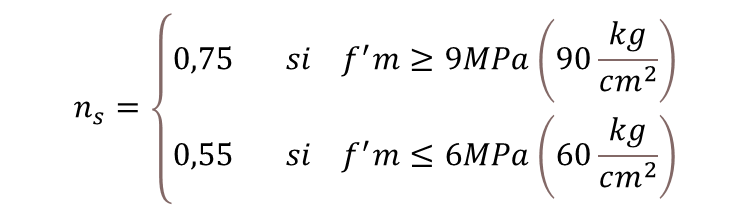 n_s = { 0,75 si f'm ≥ 9MPa (90 kg/cm²)
0,55 si f'm ≤ 6MPa (60 kg/cm²)